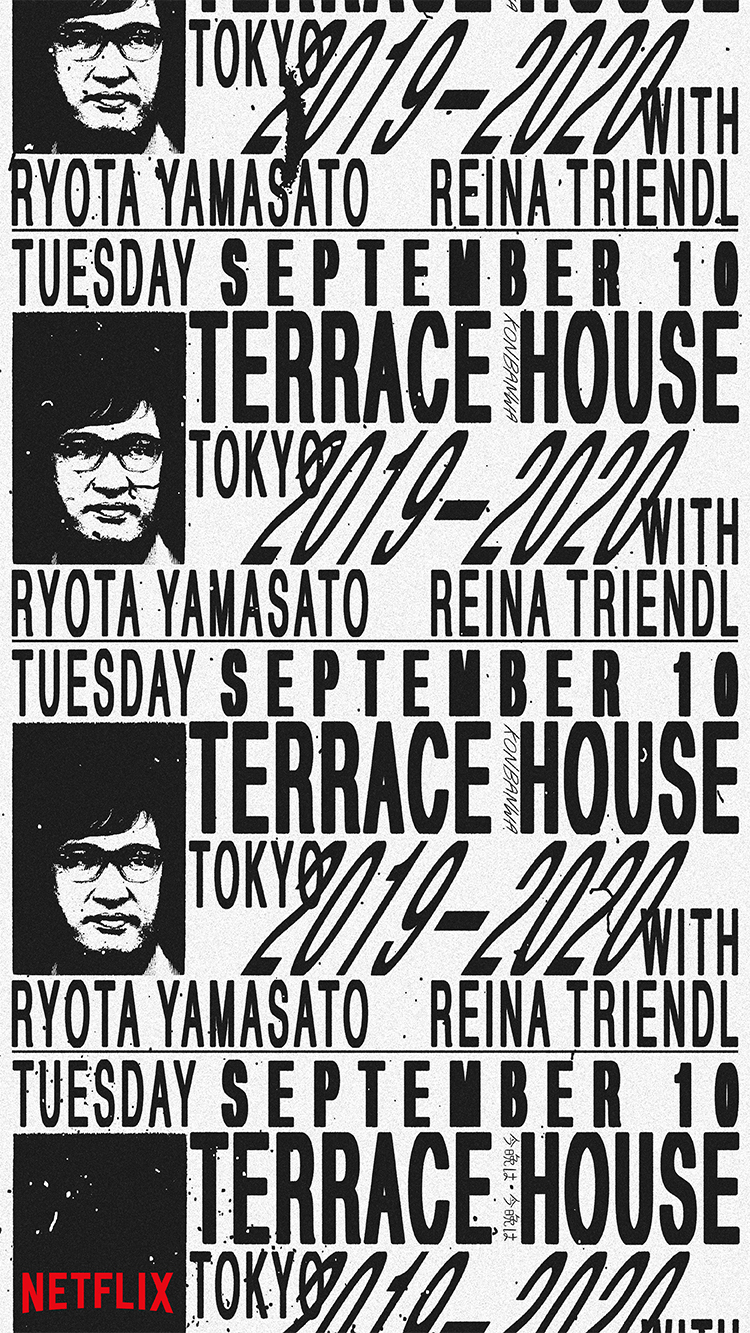 TOKYO 2019-2020 WITH
RYOTA YAMASATO REINA TRIENDL
TUESDAY SEPTEMBER 10
TERRACE KONBANWA HOUSE
TOKYO 2019-2020 WITH
RYOTA YAMASATO REINA TRIENDL
TUESDAY SEPTEMBER 10
TERRACE KONBANWA HOUSE
TOKYO 2019-2020 WITH
RYOTA YAMASATO REINA TRIENDL
TUESDAY SEPTEMBER 10
TERRACE 今晩は・今晩は HOUSE
NETFLIX TOKYO 2019-2020